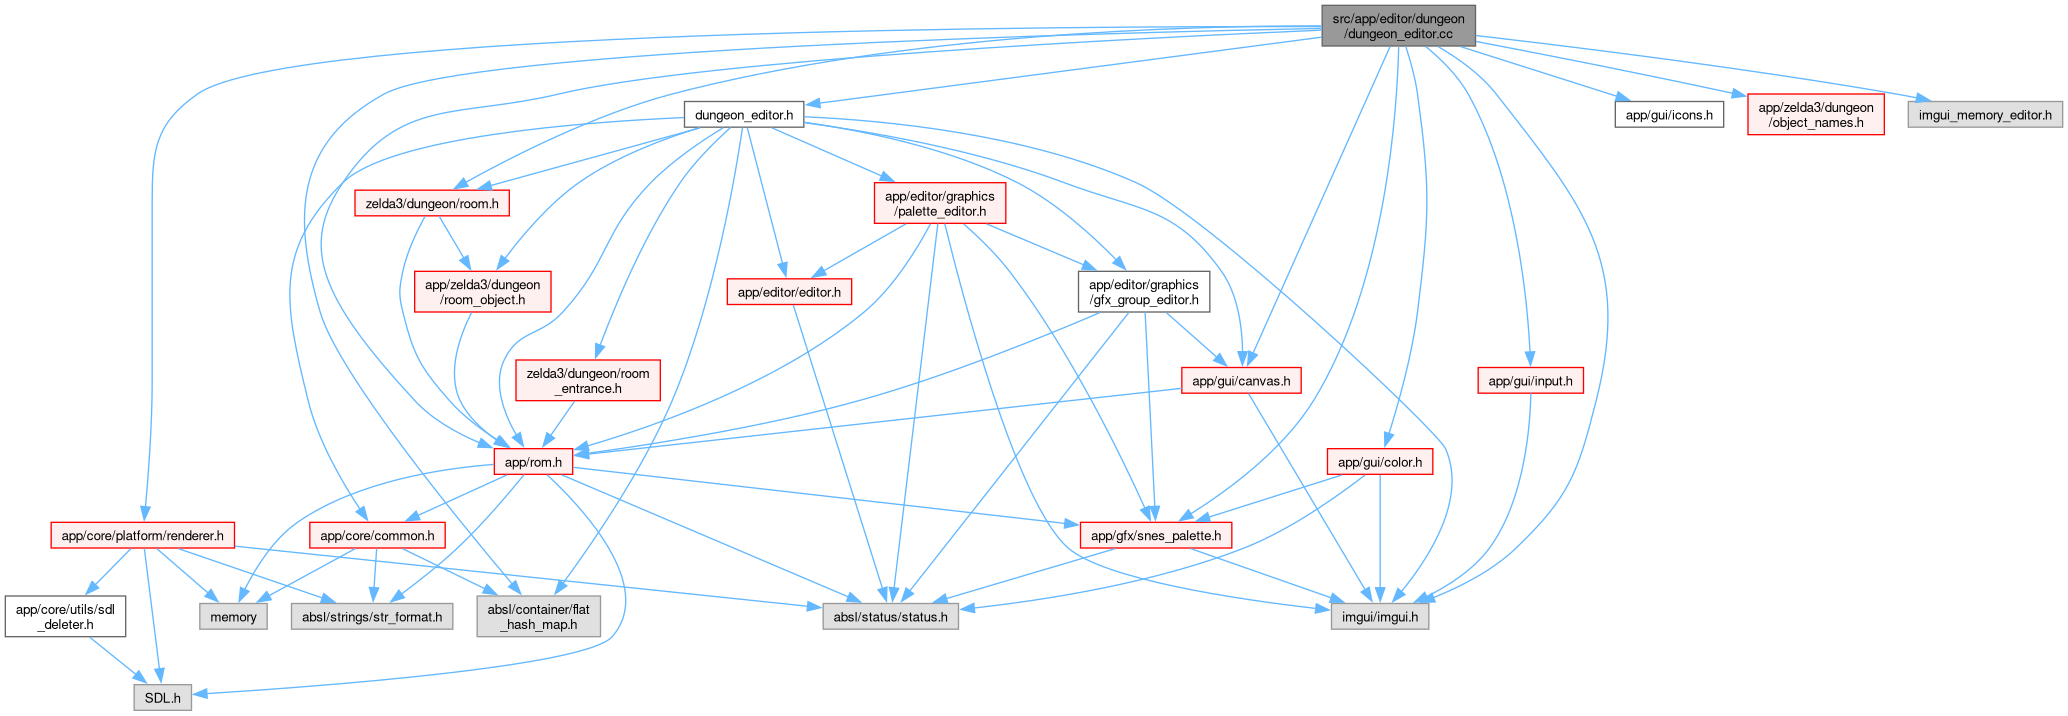 src/app/editor/dungeon
/dungeon_editor.cc
dungeon_editor.h
app/gui/icons.h
app/zelda3/dungeon
/object_names.h
imgui_memory_editor.h
zelda3/dungeon/room.h
app/editor/graphics
/palette_editor.h
app/zelda3/dungeon
/room_object.h
app/editor/editor.h
app/editor/graphics
/gfx_group_editor.h
zelda3/dungeon/room
_entrance.h
app/gui/canvas.h
app/gui/input.h
app/rom.h
app/gui/color.h
app/core/platform/renderer.h
app/core/common.h
app/gfx/snes_palette.h
app/core/utils/sdl
_deleter.h
memory
absl/strings/str_format.h
absl/container/flat
_hash_map.h
absl/status/status.h
imgui/imgui.h
SDL.h